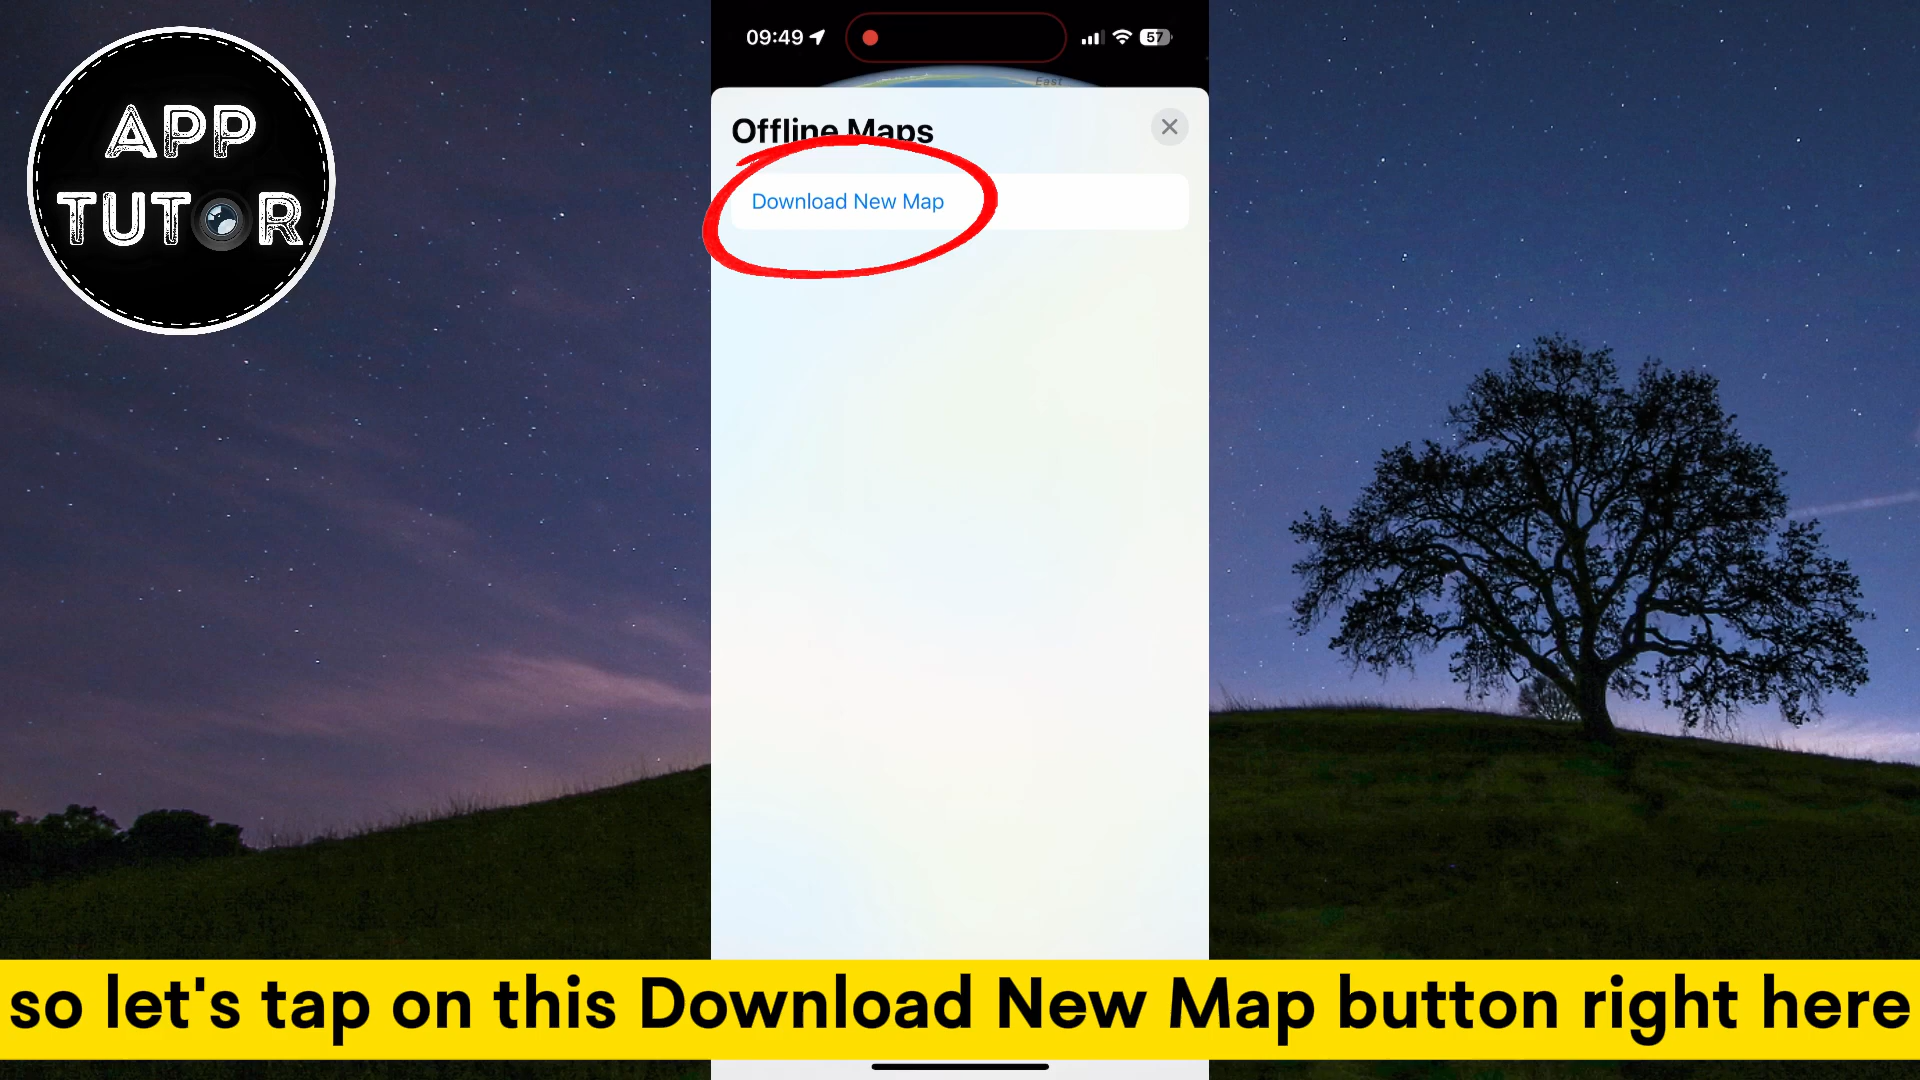 APP
TUTOR
09:49
57
East
Offline Maps
Download New Map
so let's tap on this Download New Map button right here